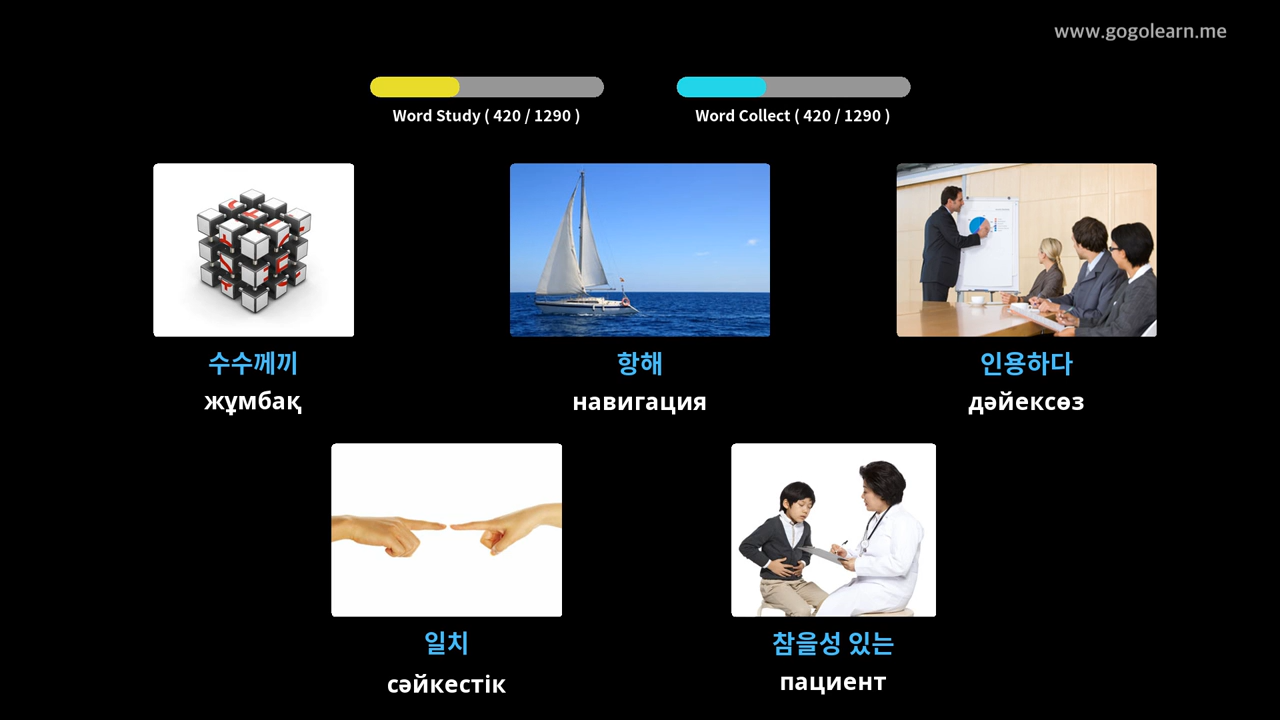 www.gogolearn.me
Word Study ( 420 / 1290 )
Word Collect ( 420 / 1290 )
수수께끼
жұмбақ
항해
навигация
인용하다
дәйексөз
일치
сәйкестік
참을성 있는
пациент